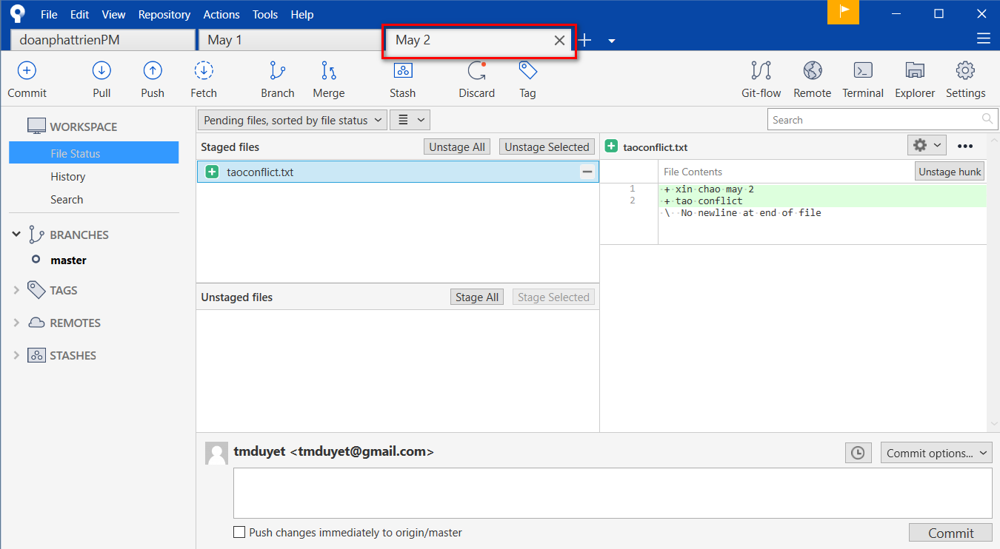 File Edit View Repository Actions Tools Help
doanphattrienPM May 1 May 2
Commit Pull Push Fetch Branch Merge Stash Discard Tag Git-flow Remote Terminal Explorer Settings
WORKSPACE
File Status
History
Search
BRANCHES
master
TAGS
REMOTES
STASHES
Pending files, sorted by file status
Search
Staged files Unstage All Unstage Selected
taoconflict.txt
Unstaged files Stage All Stage Selected
taoconflict.txt
File Contents Unstage hunk
1 + xin chao may 2
2 + tao conflict
\ No newline at end of file
tmduyet <tmduyet@gmail.com>
Commit options...
Push changes immediately to origin/master
Commit